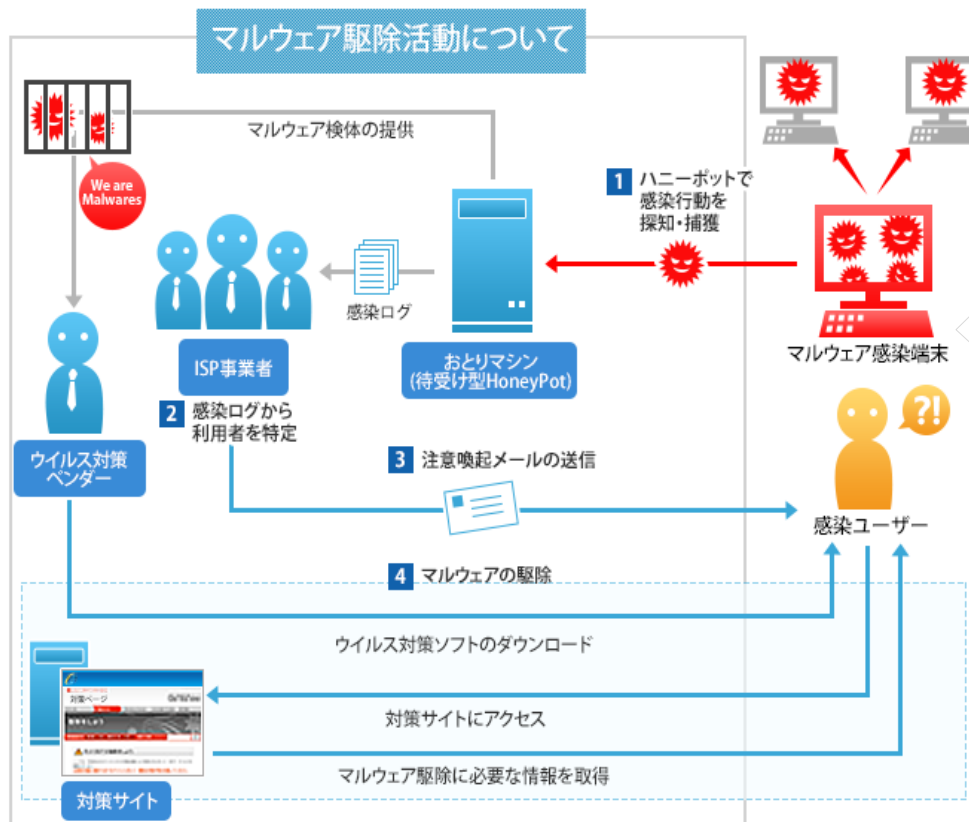 マルウェア駆除活動について
マルウェア検体の提供
We are
Malwares
1 ハニーポットで
感染行動を
探知・捕獲
感染ログ
マルウェア感染端末
ISP事業者
おとりマシン
(待受け型HoneyPot)
2 感染ログから
利用者を特定
?!
ウイルス対策
ベンダー
3 注意喚起メールの送信
感染ユーザー
4 マルウェアの駆除
ウイルス対策ソフトのダウンロード
対策ページ
対策サイトにアクセス
マルウェア駆除に必要な情報を取得
対策サイト